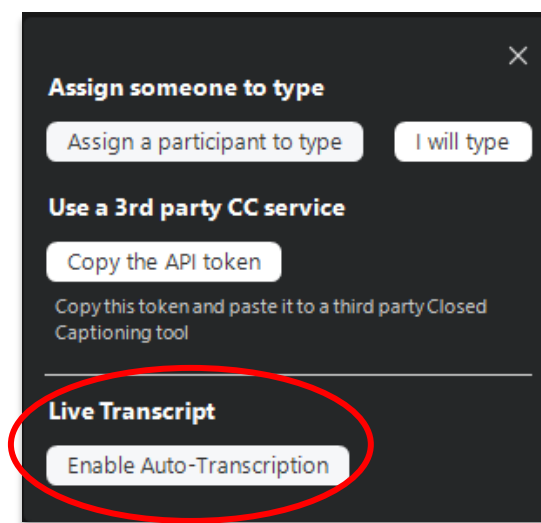 Assign someone to type
Assign a participant to type I will type
Use a 3rd party CC service
Copy the API token
Copy this token and paste it to a third party Closed
Captioning tool
Live Transcript
Enable Auto-Transcription